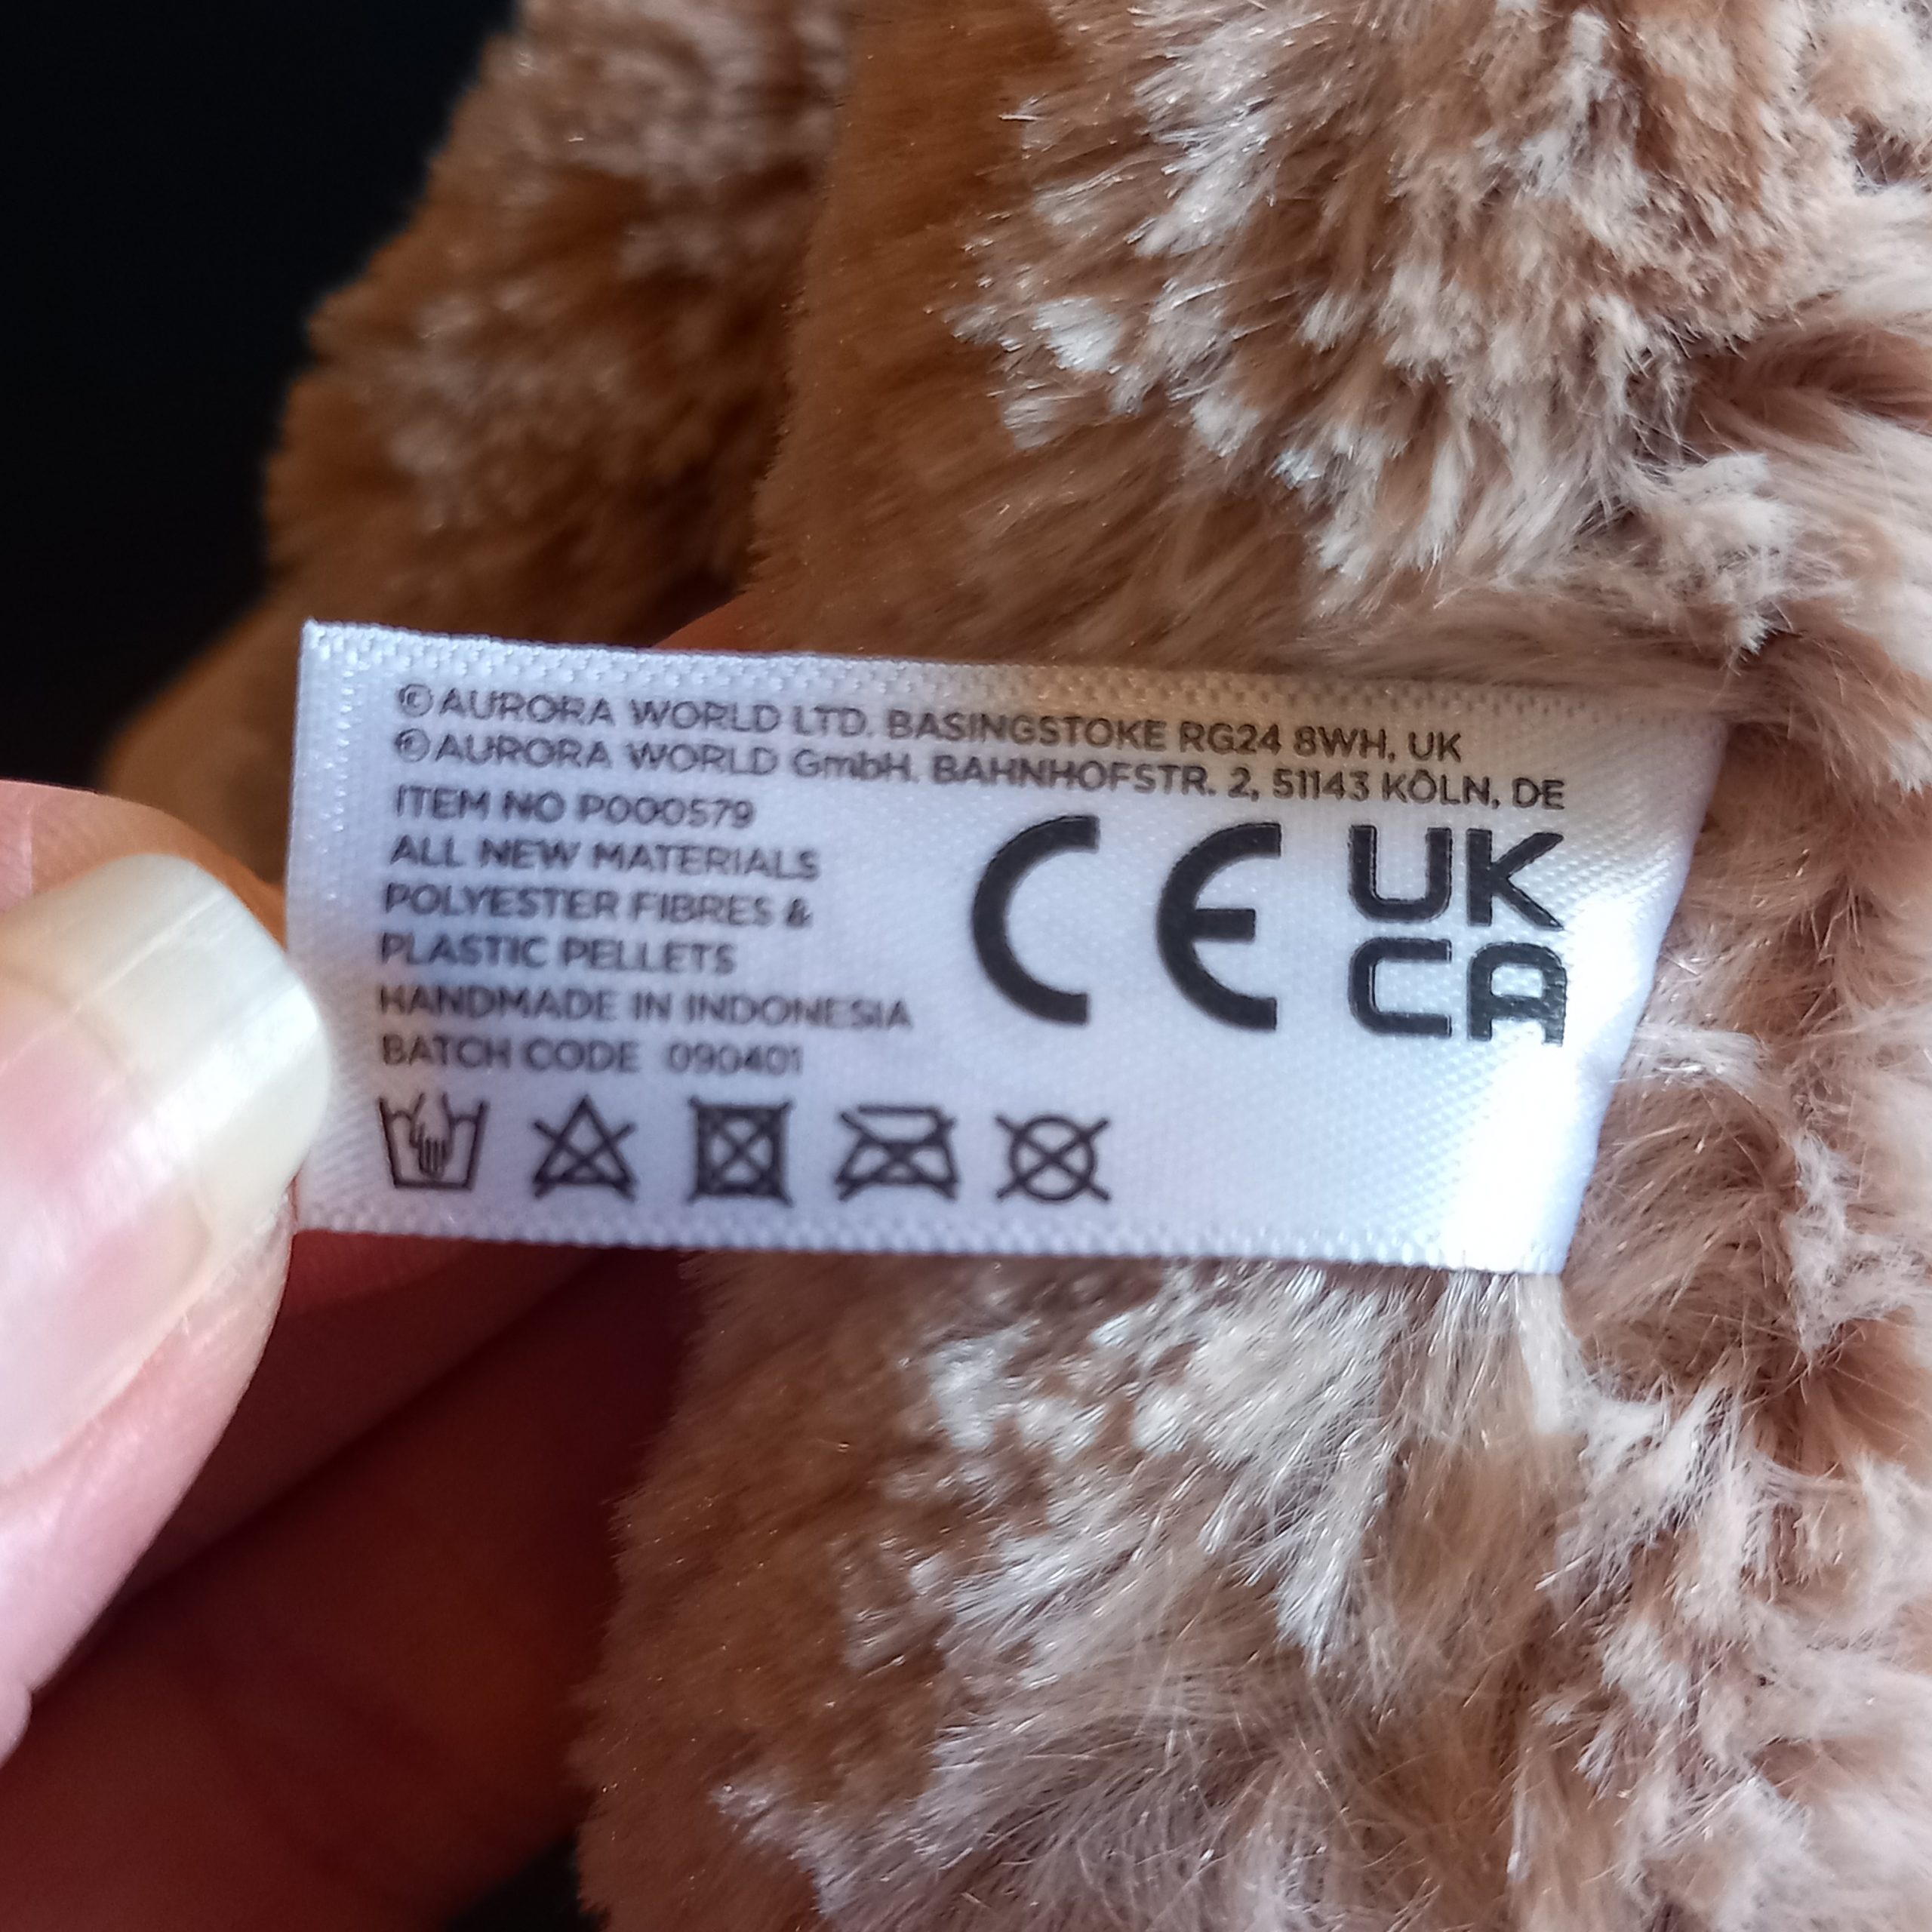 ©AURORA WORLD LTD. BASINGSTOKE RG24 8WH, UK
©AURORA WORLD GmbH. BAHNHOFSTR. 2, 51143 KÖLN, DE
ITEM NO P000579
ALL NEW MATERIALS
POLYESTER FIBRES &
PLASTIC PELLETS
HANDMADE IN INDONESIA
BATCH CODE 090401
CE
UK
CA